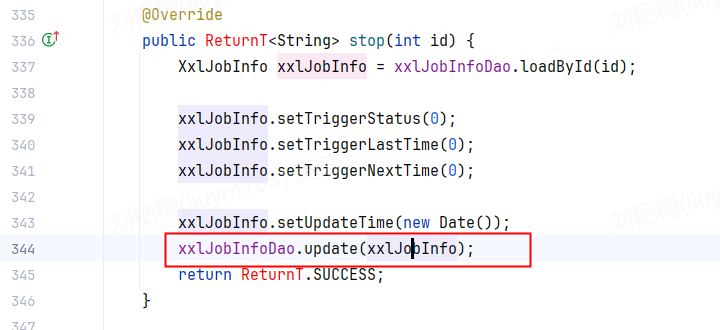 335 @Override
336 public ReturnT<String> stop(int id) {
337 XxlJobInfo xxlJobInfo = xxlJobInfoDao.loadById(id);
338
339 xxlJobInfo.setTriggerStatus(0);
340 xxlJobInfo.setTriggerLastTime(0);
341 xxlJobInfo.setTriggerNextTime(0);
342
343 xxlJobInfo.setUpdateTime(new Date());
344 xxlJobInfoDao.update(xxlJobInfo);
345 return ReturnT.SUCCESS;
346 }
347